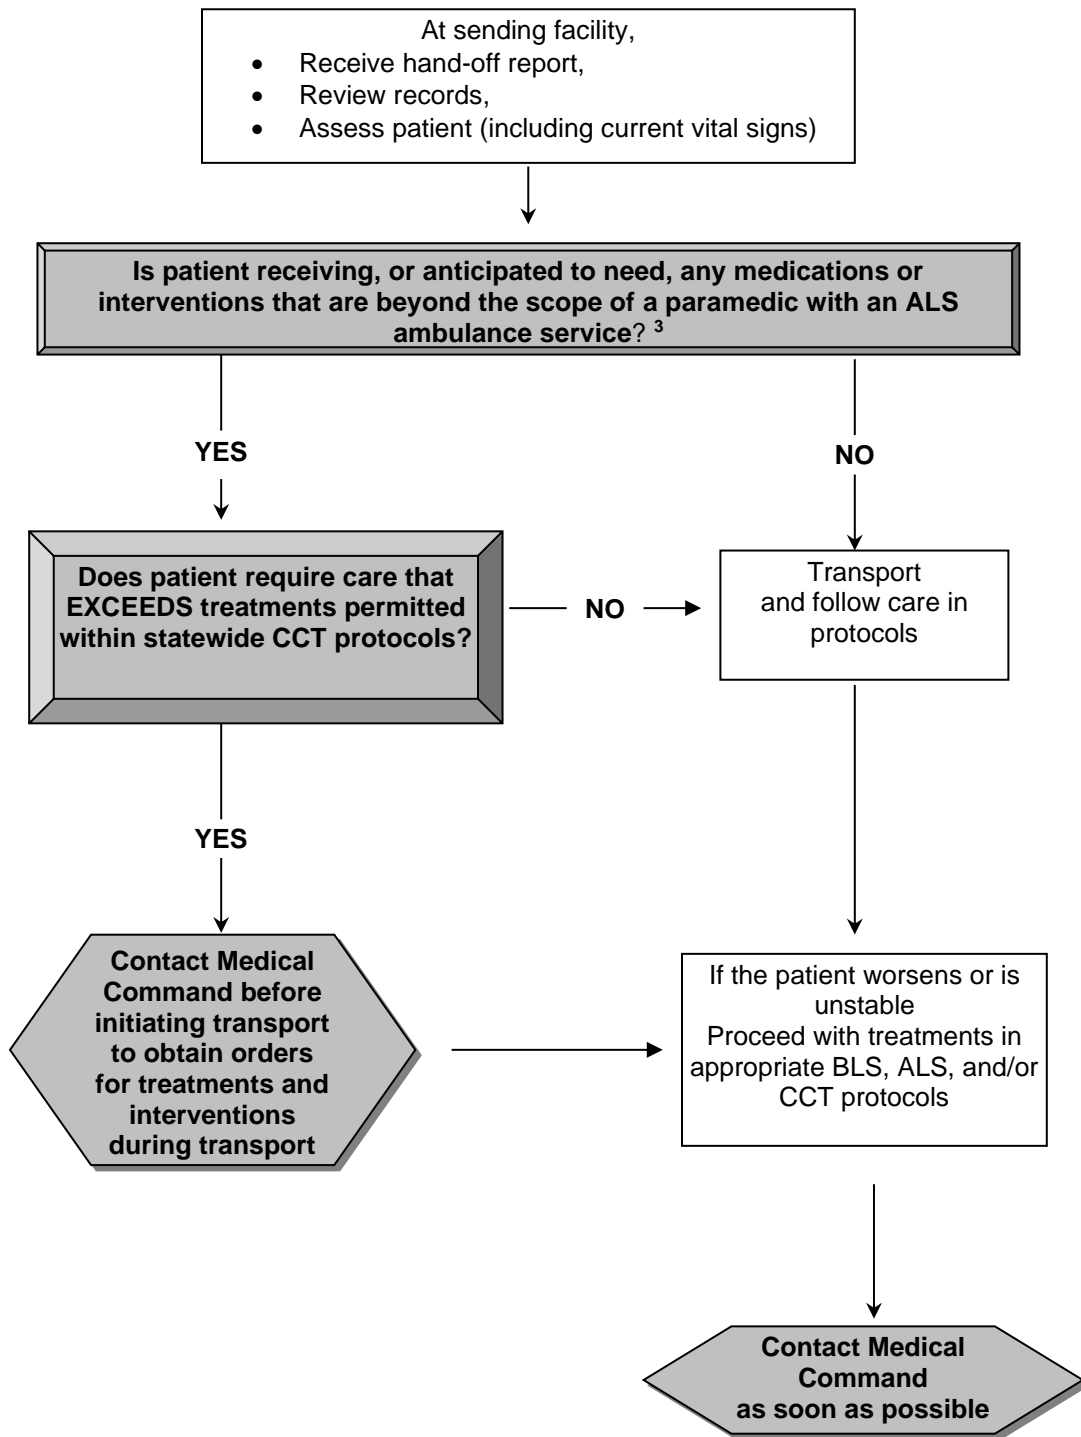 At sending facility,
• Receive hand-off report,
• Review records,
• Assess patient (including current vital signs)
Is patient receiving, or anticipated to need, any medications or
interventions that are beyond the scope of a paramedic with an ALS
ambulance service? 3
YES
NO
Does patient require care that
EXCEEDS treatments permitted
within statewide CCT protocols?
NO
Transport
and follow care in
protocols
YES
Contact Medical
Command before
initiating transport
to obtain orders
for treatments and
interventions
during transport
If the patient worsens or is
unstable
Proceed with treatments in
appropriate BLS, ALS, and/or
CCT protocols
Contact Medical
Command
as soon as possible